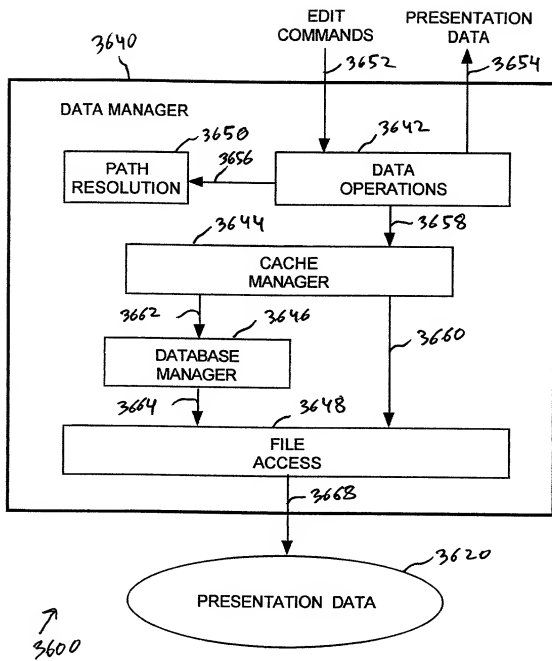 EDIT
COMMANDS
PRESENTATION
DATA
3640
3652
3654
DATA MANAGER
3650
3642
PATH
RESOLUTION
3656
DATA
OPERATIONS
3644
3658
CACHE
MANAGER
3662
3646
3660
DATABASE
MANAGER
3664
3648
FILE
ACCESS
3668
3620
PRESENTATION DATA
3600